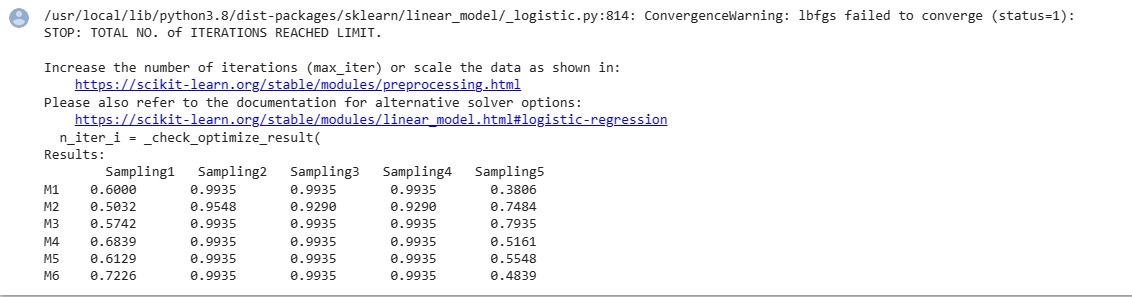 /usr/local/lib/python3.8/dist-packages/sklearn/linear_model/_logistic.py:814: ConvergenceWarning: lbfgs failed to converge (status=1):
STOP: TOTAL NO. of ITERATIONS REACHED LIMIT.
Increase the number of iterations (max_iter) or scale the data as shown in:
https://scikit-learn.org/stable/modules/preprocessing.html
Please also refer to the documentation for alternative solver options:
https://scikit-learn.org/stable/modules/linear_model.html#logistic-regression
n_iter_i = _check_optimize_result(
Results:
Sampling1 Sampling2 Sampling3 Sampling4 Sampling5
M1 0.6000 0.9935 0.9935 0.9935 0.3806
M2 0.5032 0.9548 0.9290 0.9290 0.7484
M3 0.5742 0.9935 0.9935 0.9935 0.7935
M4 0.6839 0.9935 0.9935 0.9935 0.5161
M5 0.6129 0.9935 0.9935 0.9935 0.5548
M6 0.7226 0.9935 0.9935 0.9935 0.4839